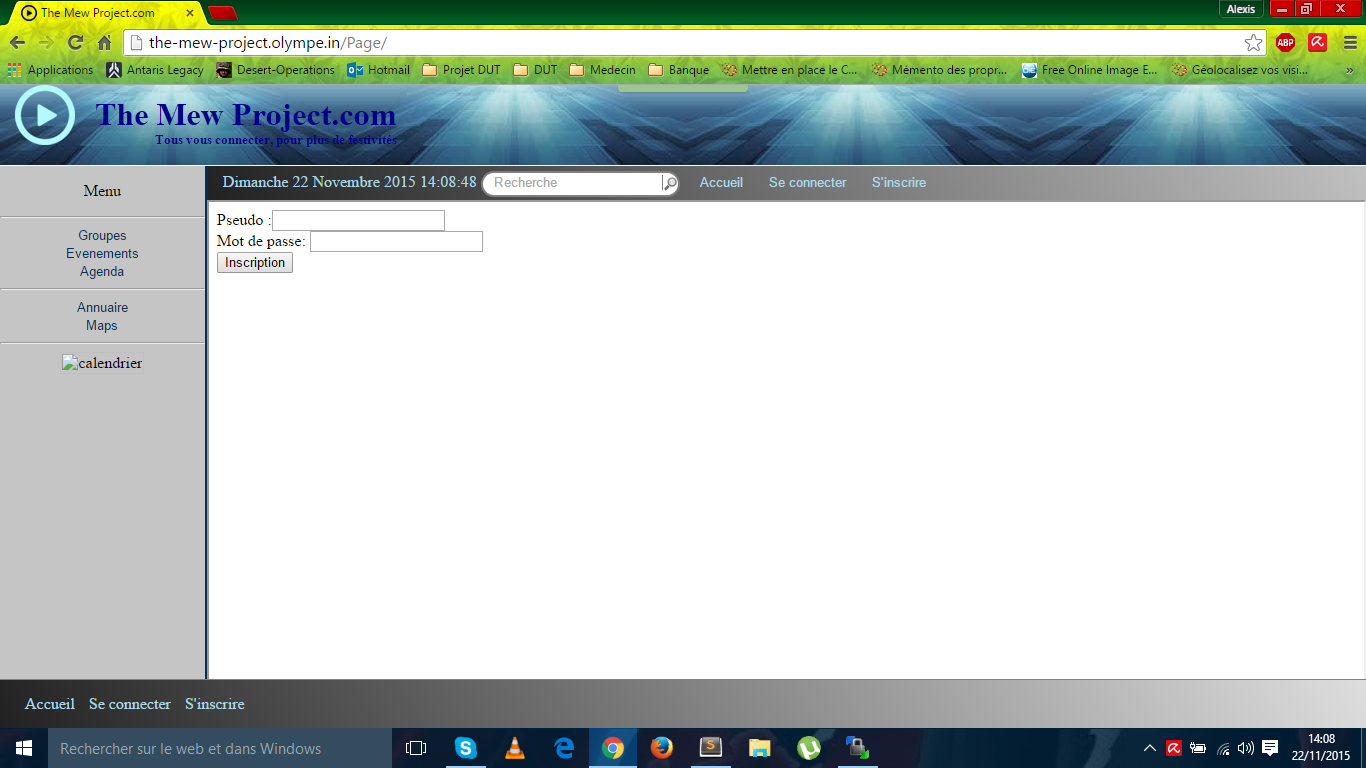 The Mew Project.com
Alexis
the-mew-project.olympe.in/Page/
ABP
Applications Antaris Legacy Desert-Operations Hotmail Projet DUT DUT Medecin Banque Mettre en place le C... Mémento des propr... Free Online Image E... Géolocalisez vos visi... »
The Mew Project.com
Tous vous connecter, pour plus de festivités
Menu
Groupes
Evenements
Agenda
Annuaire
Maps
calendrier
Dimanche 22 Novembre 2015 14:08:48 Recherche Accueil Se connecter S'inscrire
Pseudo :
Mot de passe:
Inscription
Accueil Se connecter S'inscrire
Rechercher sur le web et dans Windows
14:08
22/11/2015